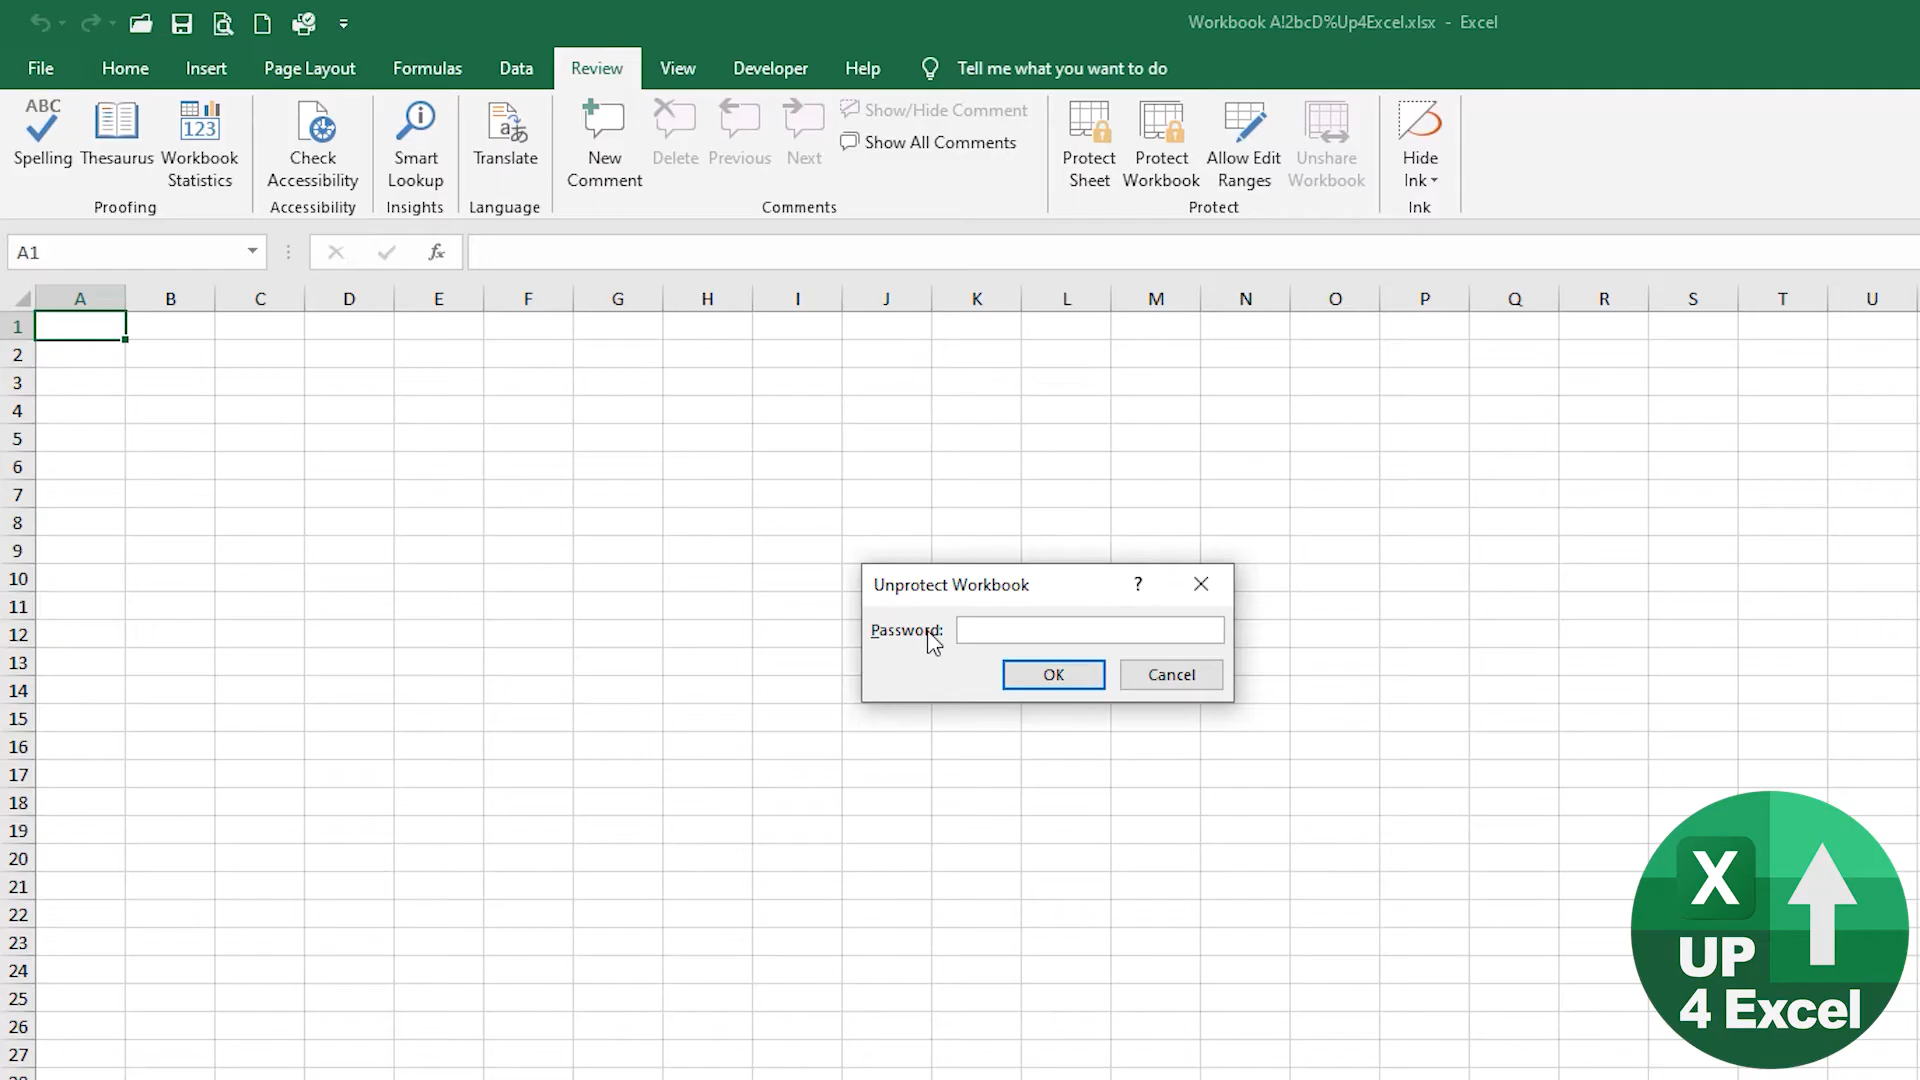 Workbook A!2bcD%Up4Excel.xlsx - Excel
File Home Insert Page Layout Formulas Data Review View Developer Help Tell me what you want to do
ABC
Spelling
Thesaurus
123
Workbook
Statistics
Proofing
Check
Accessibility
Accessibility
Smart
Lookup
Insights
aあ
Translate
Language
New
Comment
Delete
Previous
Next
Show/Hide Comment
Show All Comments
Comments
Protect
Sheet
Protect
Workbook
Allow Edit
Ranges
Unshare
Workbook
Protect
Hide
Ink
Ink
A1
fx
A B C D E F G H I J K L M N O P Q R S T U
1
2
3
4
5
6
7
8
9
10
11
12
13
14
15
16
17
18
19
20
21
22
23
24
25
26
27
Unprotect Workbook ?
Password:
OK Cancel
X
UP
4 Excel